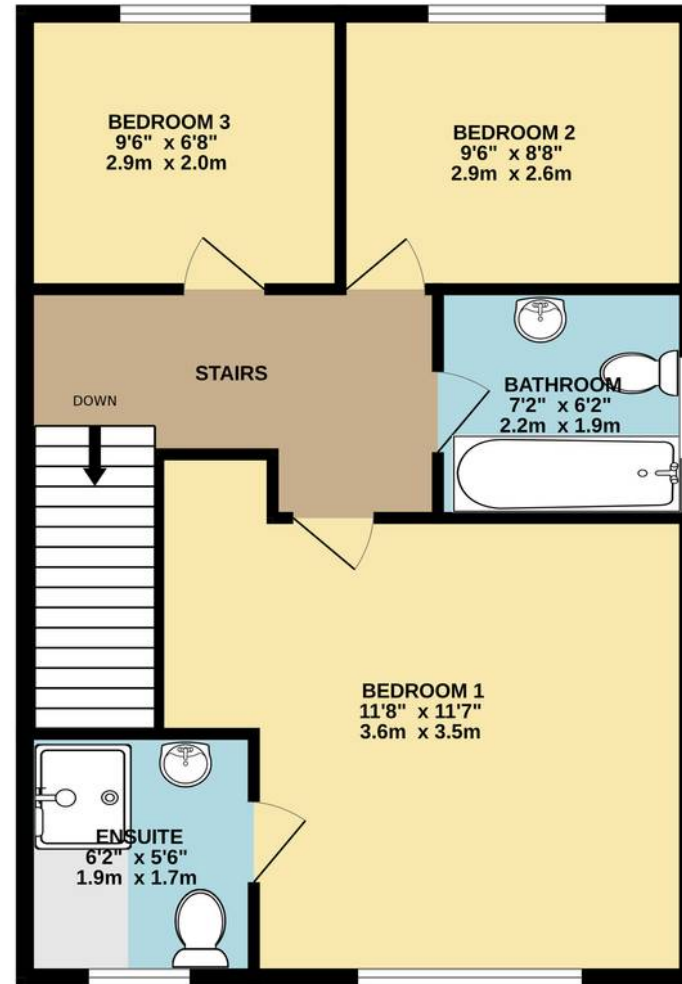 BEDROOM 3
9'6" x 6'8"
2.9m x 2.0m
BEDROOM 2
9'6" x 8'8"
2.9m x 2.6m
STAIRS
DOWN
BATHROOM
7'2" x 6'2"
2.2m x 1.9m
BEDROOM 1
11'8" x 11'7"
3.6m x 3.5m
ENSUITE
6'2" x 5'6"
1.9m x 1.7m